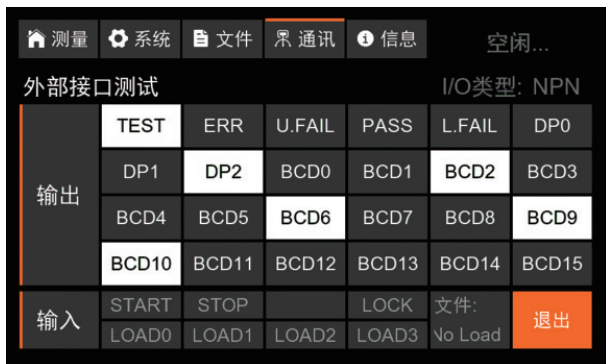 测量 系统 文件 通讯 信息 空闲...
外部接口测试 I/O类型: NPN
TEST ERR U.FAIL PASS L.FAIL DP0
DP1 DP2 BCD0 BCD1 BCD2 BCD3
输出
BCD4 BCD5 BCD6 BCD7 BCD8 BCD9
BCD10 BCD11 BCD12 BCD13 BCD14 BCD15
输入 START STOP LOCK 文件: 退出
LOAD0 LOAD1 LOAD2 LOAD3 No Load